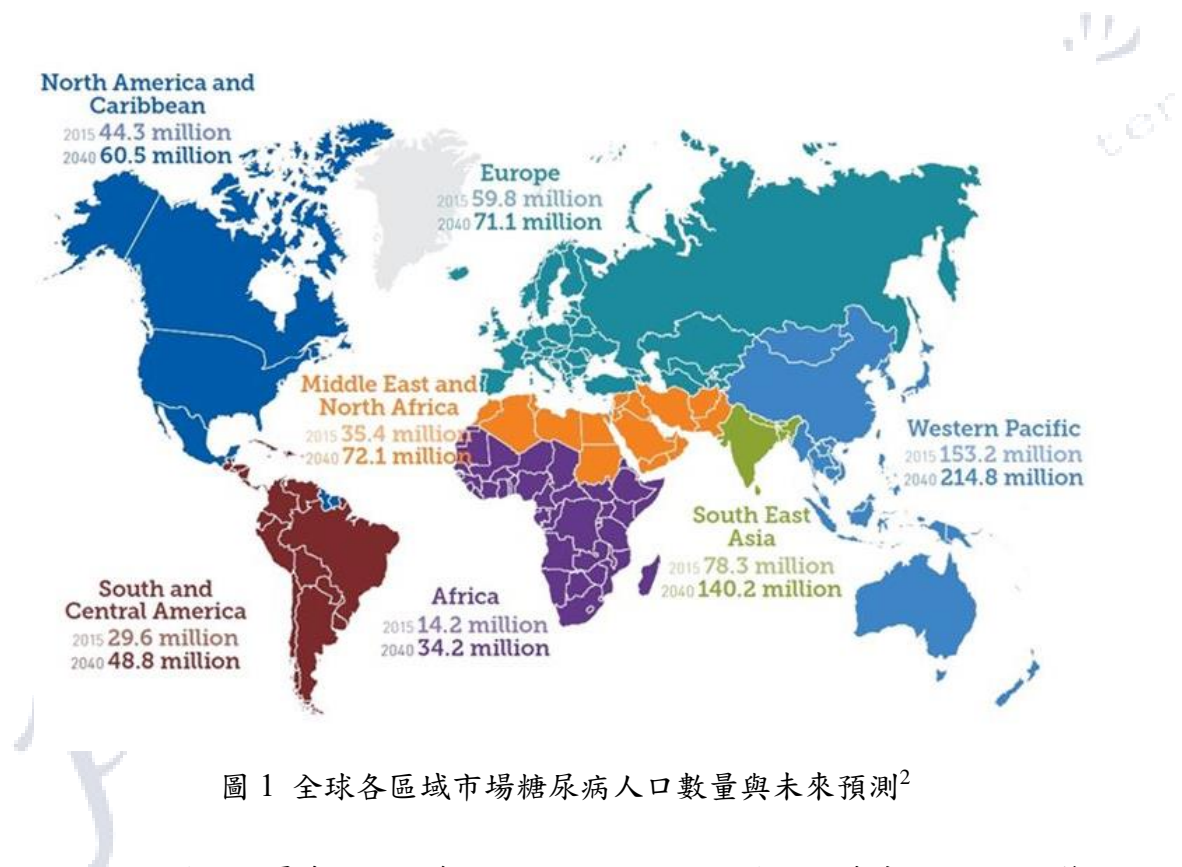 North America and
Caribbean
2015 44.3 million
2040 60.5 million
Europe
2015 59.8 million
2040 71.1 million
Middle East and
North Africa
2015 35.4 million
2040 72.1 million
Western Pacific
2015 153.2 million
2040 214.8 million
South East
Asia
2015 78.3 million
2040 140.2 million
South and
Central America
2015 29.6 million
2040 48.8 million
Africa
2015 14.2 million
2040 34.2 million
圖 1 全球各區域市場糖尿病人口數量與未來預測2